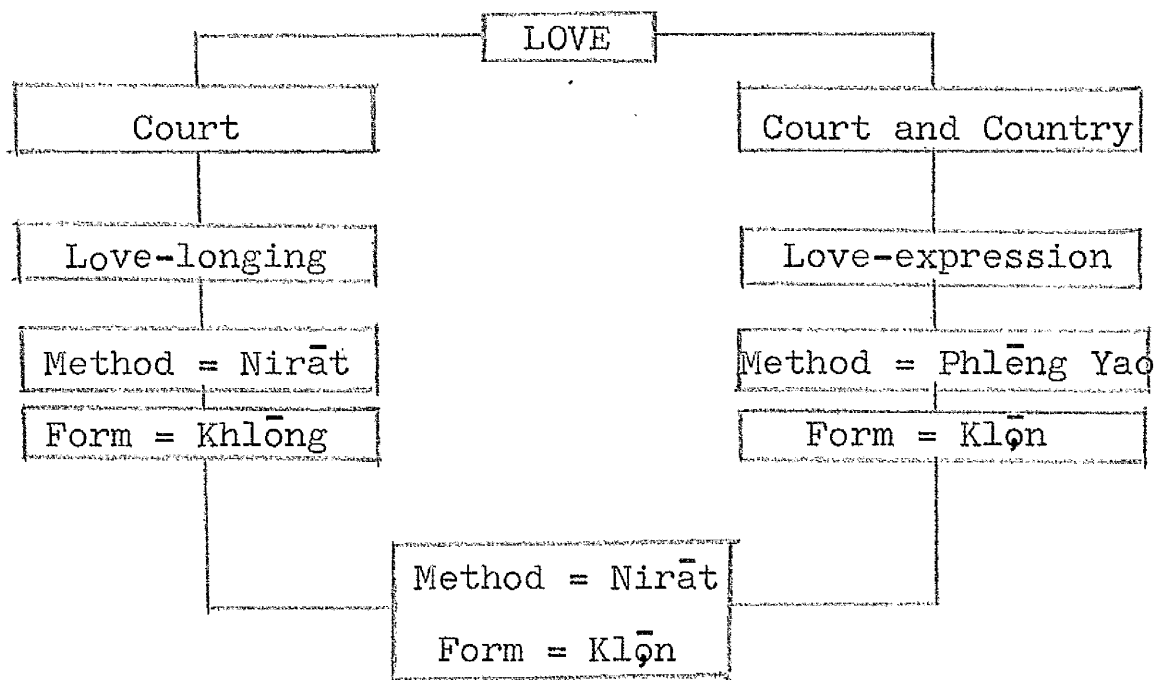 LOVE
Court
Court and Country
Love-longing
Love-expression
Method = Nirāt
Method = Phlēng Yao
Form = Khlōng
Form = Klǭn
Method = Nirāt
Form = Klǭn